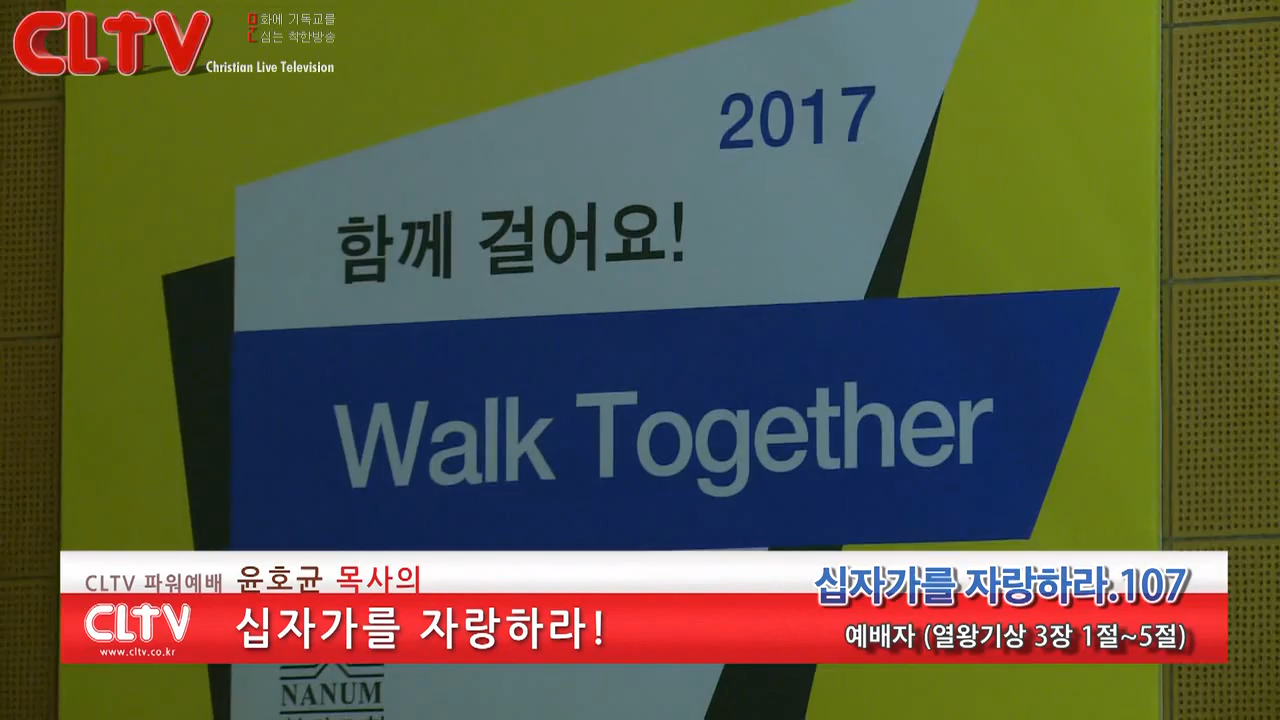 CLTV
문화에 기독교를
심는 착한방송
Christian Live Television
2017
함께 걸어요!
Walk Together
CLTV 파워예배 윤호균 목사의
십자가를 자랑하라.107
CLTV
www.cltv.co.kr
십자가를 자랑하라!
예배자 (열왕기상 3장 1절~5절)
NANUM